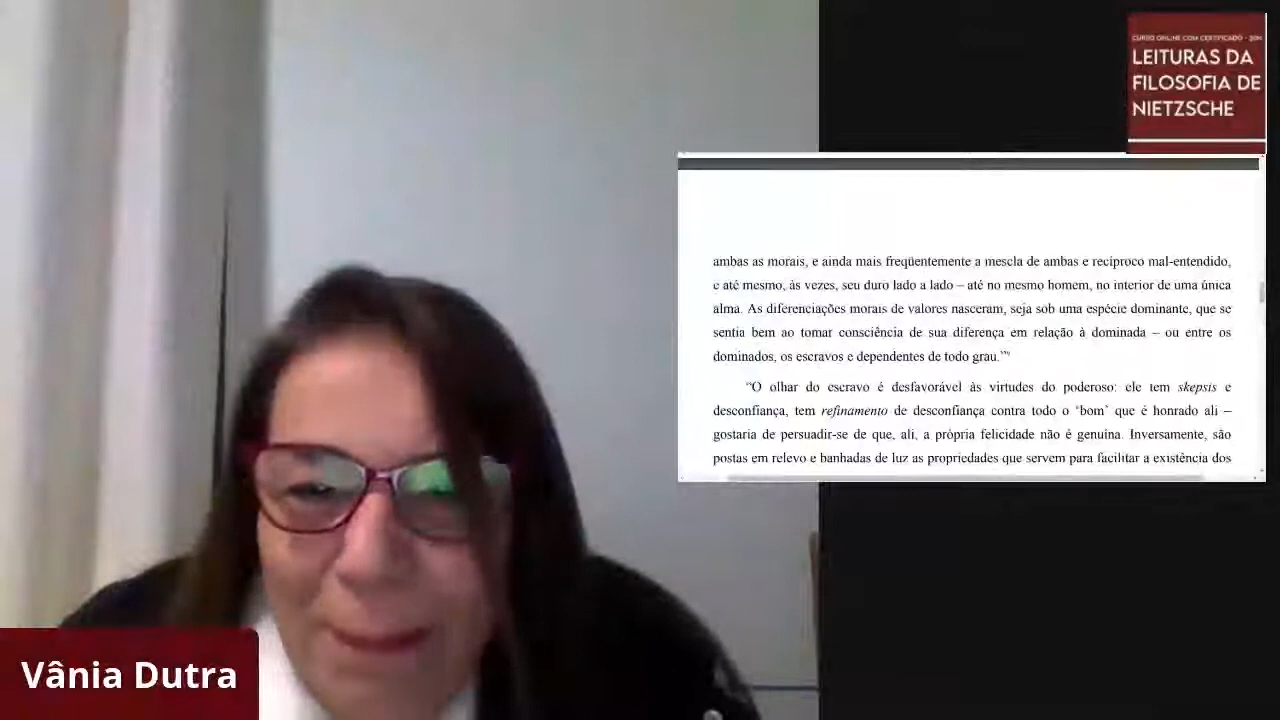 CURSO ONLINE COM CERTIFICADO - 30H
LEITURAS DA
FILOSOFIA DE
NIETZSCHE
ambas as morais, e ainda mais freqüentemente a mescla de ambas e recíproco mal-entendido,
e até mesmo, às vezes, seu duro lado a lado – até no mesmo homem, no interior de uma única
alma. As diferenciações morais de valores nasceram, seja sob uma espécie dominante, que se
sentia bem ao tomar consciência de sua diferença em relação à dominada – ou entre os
dominados, os escravos e dependentes de todo grau.”⁹
“O olhar do escravo é desfavorável às virtudes do poderoso: ele tem skepsis e
desconfiança, tem refinamento de desconfiança contra todo o ‘bom’ que é honrado ali –
gostaria de persuadir-se de que, ali, a própria felicidade não é genuína. Inversamente, são
postas em relevo e banhadas de luz as propriedades que servem para facilitar a existência dos
Vânia Dutra